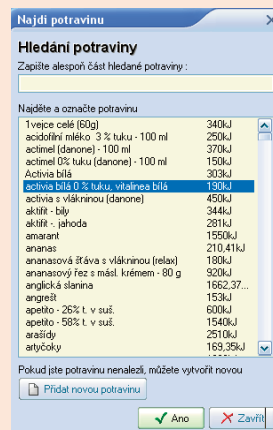 Najdi potravinu
Hledání potraviny
Zapište alespoň část hledané potraviny :
Najděte a označte potravinu
1vejce celé (60g) 340kJ
acidofilní mléko 3 % tuku - 100 ml 250kJ
actimel (danone) - 100 ml 370kJ
actimel 0% tuku (danone) - 100 ml 150kJ
Activia bílá 303kJ
activia bílá 0 % tuku, vitalinea bílá 190kJ
activia s vlákninou (danone) 450kJ
aktifit - bily 344kJ
aktifit -. jahoda 281kJ
amarant 1550kJ
ananas 210,41kJ
ananasová šťáva s vlákninou (relax) 180kJ
ananasový řez s másl. krémem - 80 g 920kJ
anglická slanina 1662,37...
angrešt 153kJ
apetito - 26% t. v suš. 600kJ
apetito - 58% t. v suš. 1540kJ
arašídy 2510kJ
artyčoky 169,35kJ
Pokud jste potravinu nenalezli, můžete vytvořit novou
Přidat novou potravinu
Ano Zavřít